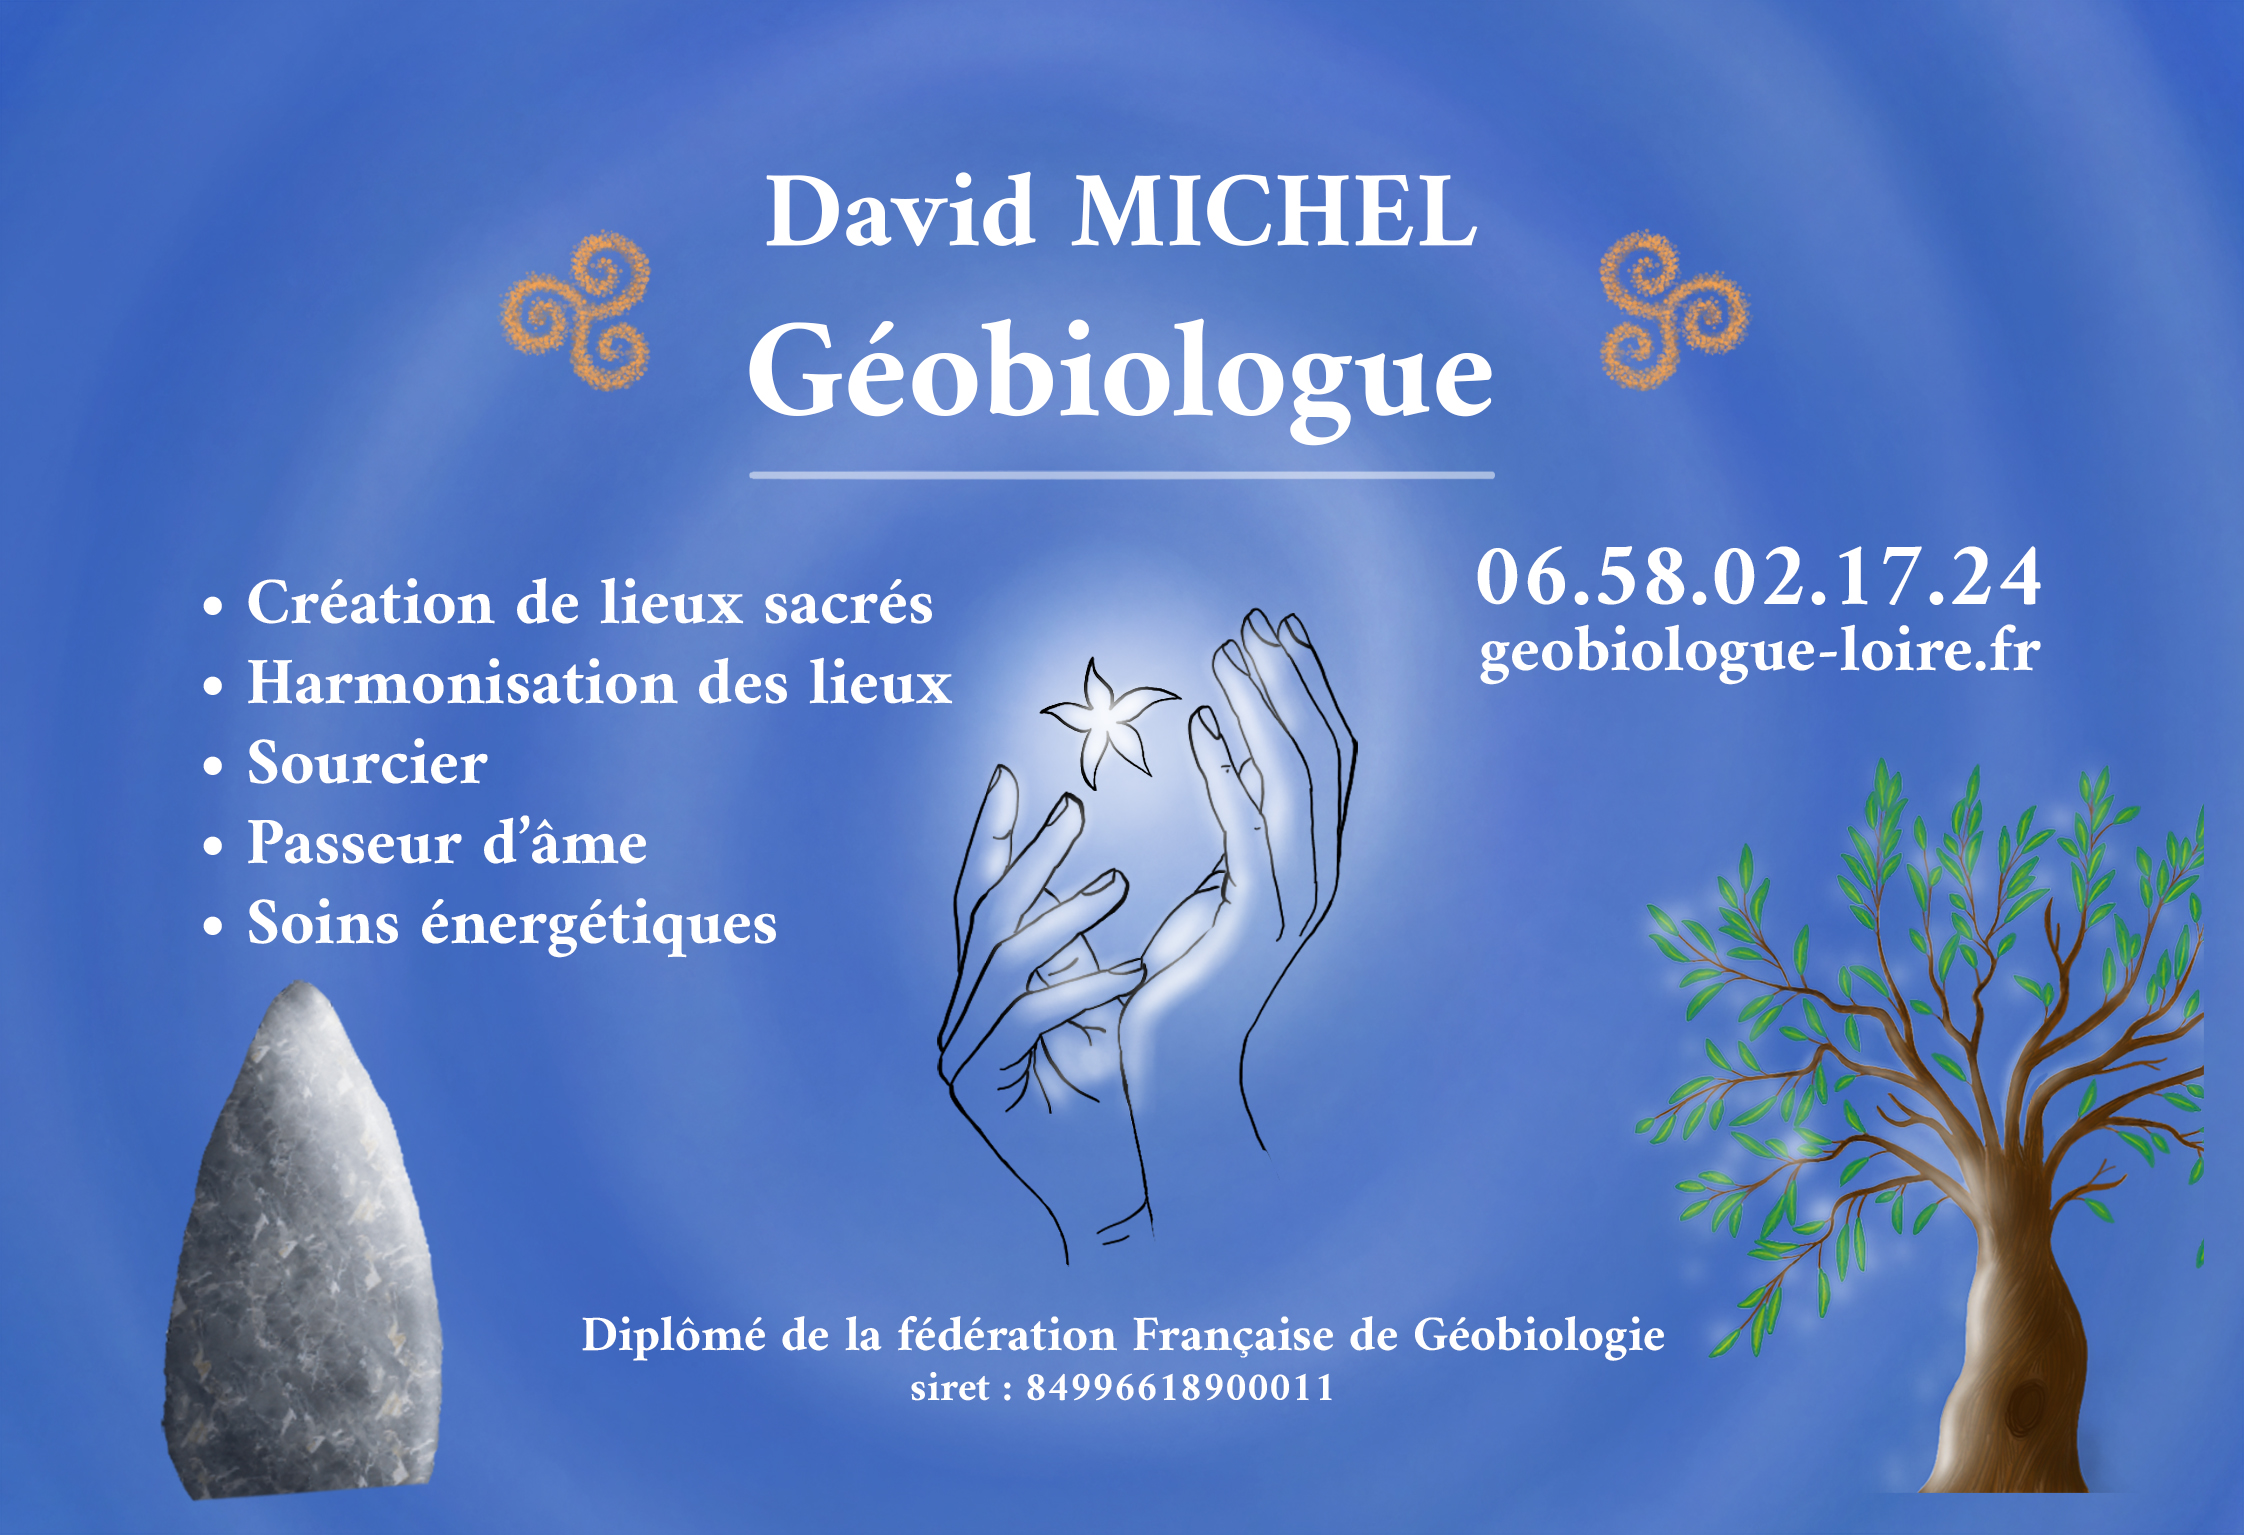 David MICHEL
Géobiologue
• Création de lieux sacrés
• Harmonisation des lieux
• Sourcier
• Passeur d’âme
• Soins énergétiques
06.58.02.17.24
geobiologue-loire.fr
Diplômé de la fédération Française de Géobiologie
siret : 84996618900011